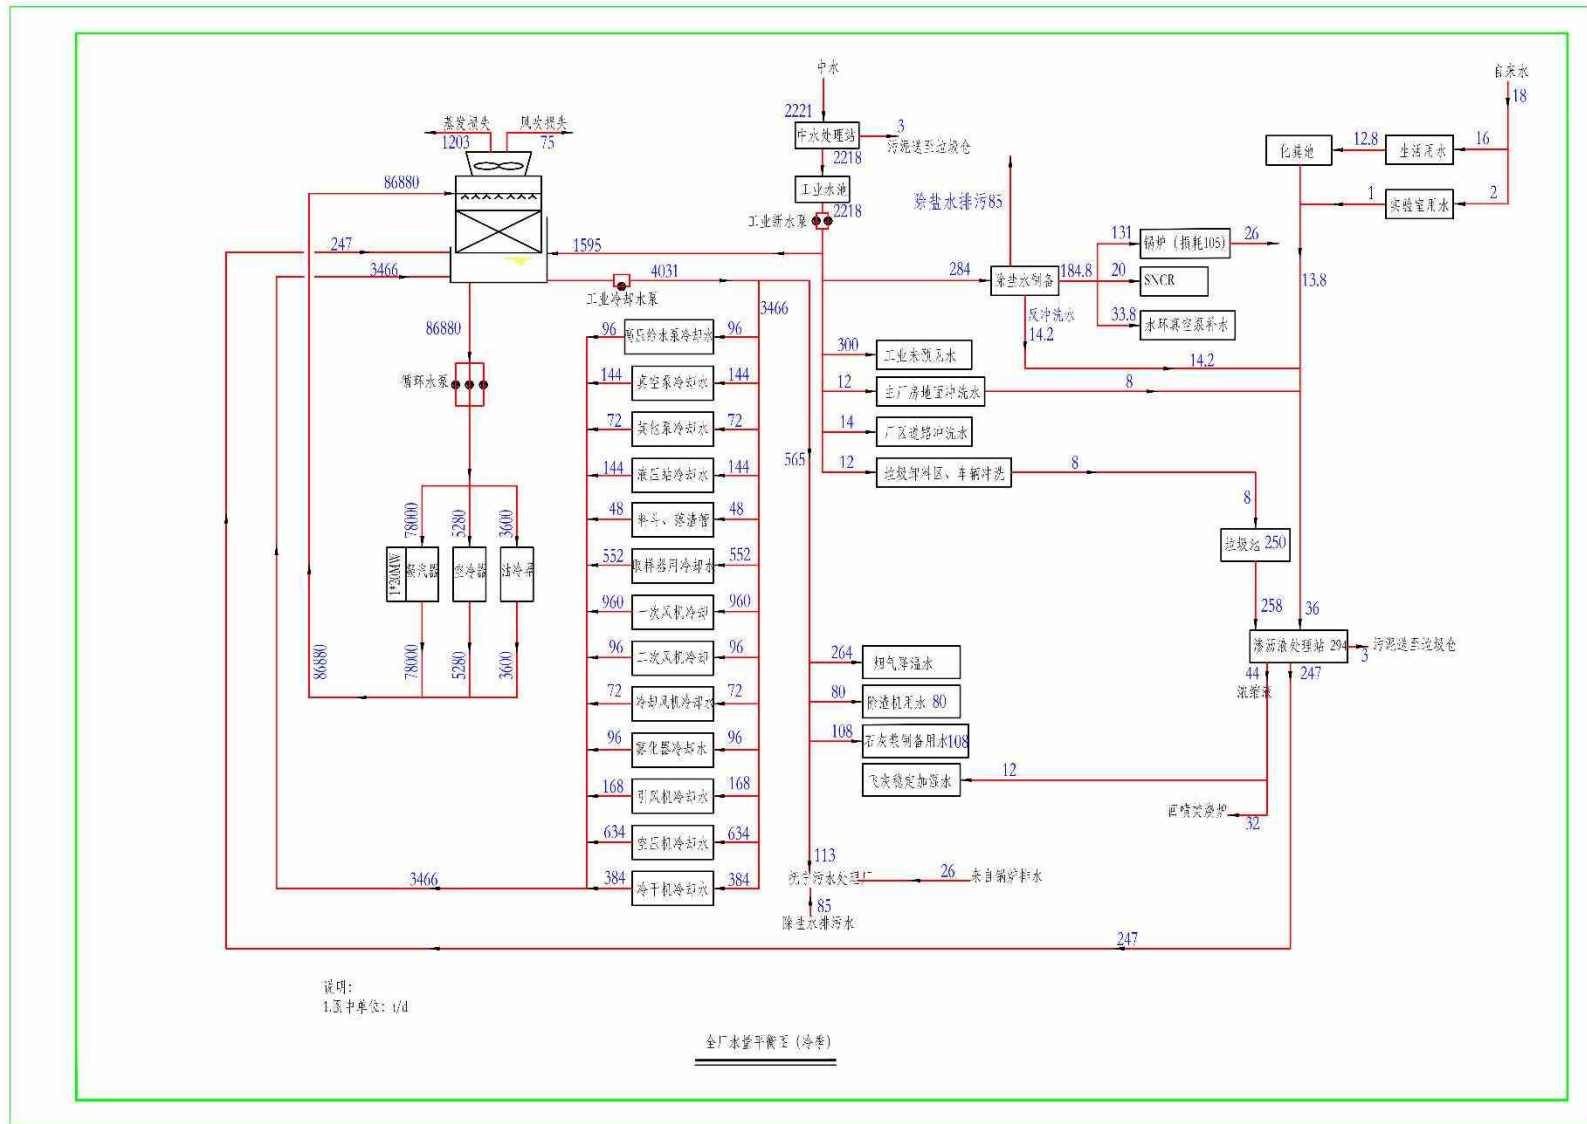 中水
自来水
2221
3
18
中水处理站
污泥送至垃圾仓
蒸发损失
风吹损失
1203
75
12.8
16
化粪池
生活用水
2218
工业水池
86880
除盐水排污85
1
2
实验室用水
2218
工业新水泵
247
1595
131
锅炉（损耗105）
26
3466
4031
284
除盐水制备
184.8
20
SNCR
13.8
工业冷却水泵
3466
反冲洗水
33.8
水环真空泵补水
86880
14.2
96
高压给水泵冷却水
96
300
工业未预见水
14.2
循环水泵
144
真空泵冷却水
144
12
主厂房地面冲洗水
8
72
其他泵冷却水
72
14
厂区道路冲洗水
565
144
液压站冷却水
144
12
垃圾卸料区、车辆冲洗
8
8
78000
5280
3600
48
料斗、落渣管
48
垃圾池 250
1*20MW
凝汽器
空冷器
油冷器
552
取样器用冷却水
552
960
一次风机冷却
960
258
36
86880
78000
5280
3600
96
二次风机冷却
96
264
烟气降温水
渗沥液处理站 294
污泥送至垃圾仓
3
44
247
浓缩液
72
冷却风机冷却水
72
80
除渣机用水 80
96
雾化器冷却水
96
108
石灰浆制备用水108
168
引风机冷却水
168
飞灰稳定加湿水
12
回喷焚烧炉
32
634
空压机冷却水
634
113
3466
384
冷干机冷却水
384
污水处理厂
26
来自锅炉排水
85
除盐水排污水
247
说明：
1.图中单位：t/d
全厂水量平衡图（冷季）